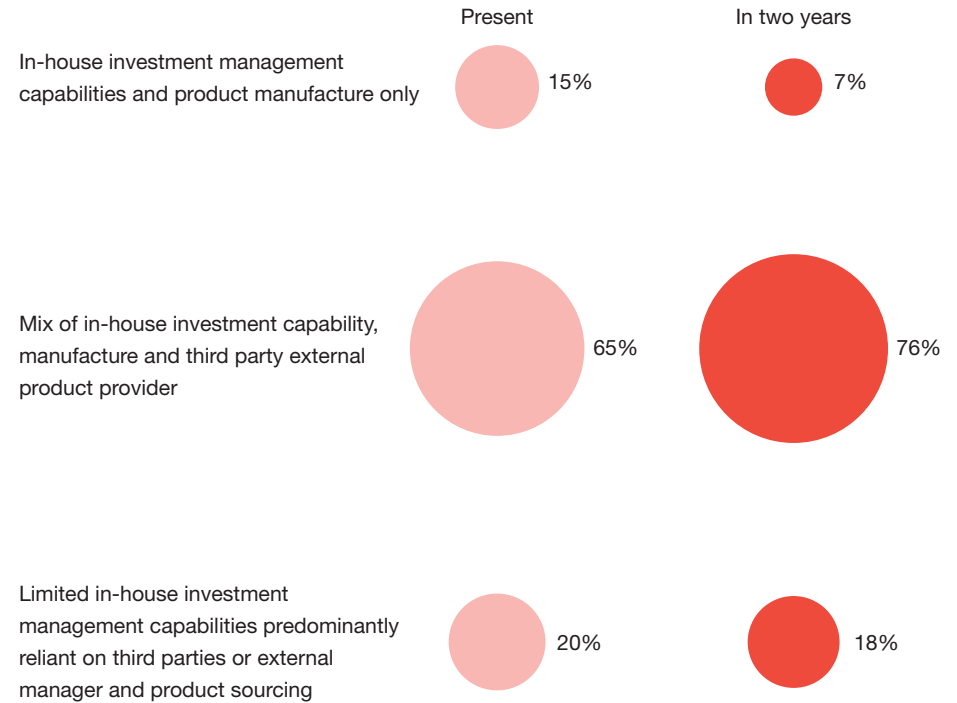 Present
In two years
In-house investment management
capabilities and product manufacture only
15%
7%
Mix of in-house investment capability,
manufacture and third party external
product provider
65%
76%
Limited in-house investment
management capabilities predominantly
reliant on third parties or external
manager and product sourcing
20%
18%